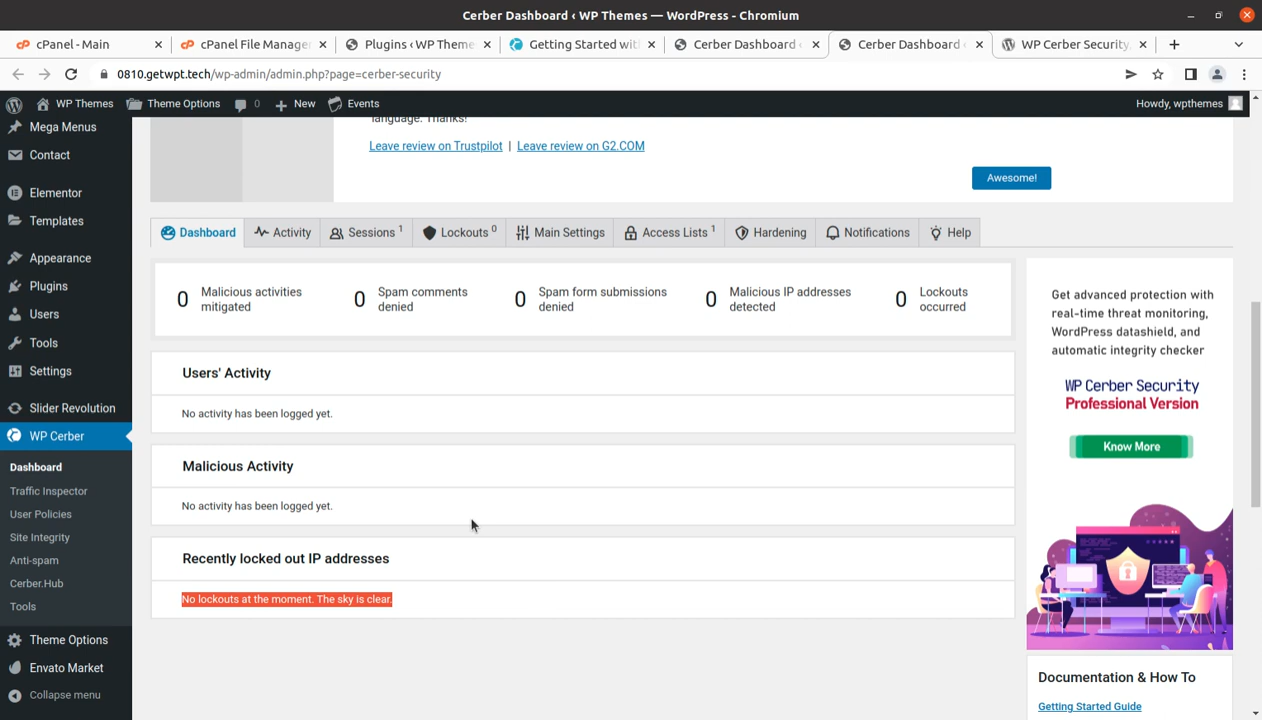 Cerber Dashboard ‹ WP Themes — WordPress - Chromium
cPanel - Main
cPanel File Manage
Plugins ‹ WP Theme
Getting Started wit
Cerber Dashboard ‹
Cerber Dashboard ‹
WP Cerber Security,
0810.getwpt.tech/wp-admin/admin.php?page=cerber-security
WP Themes
Theme Options
0
New
Events
Howdy, wpthemes
Mega Menus
Contact
Elementor
Templates
Appearance
Plugins
Users
Tools
Settings
Slider Revolution
WP Cerber
Dashboard
Traffic Inspector
User Policies
Site Integrity
Anti-spam
Cerber.Hub
Tools
Theme Options
Envato Market
Collapse menu
language. Thanks!
Leave review on Trustpilot | Leave review on G2.COM
Awesome!
Dashboard
Activity
Sessions 1
Lockouts 0
Main Settings
Access Lists 1
Hardening
Notifications
Help
0 Malicious activities
mitigated
0 Spam comments
denied
0 Spam form submissions
denied
0 Malicious IP addresses
detected
0 Lockouts
occurred
Users' Activity
No activity has been logged yet.
Malicious Activity
No activity has been logged yet.
Recently locked out IP addresses
No lockouts at the moment. The sky is clear.
Get advanced protection with
real-time threat monitoring,
WordPress datashield, and
automatic integrity checker
WP Cerber Security
Professional Version
Know More
Documentation & How To
Getting Started Guide